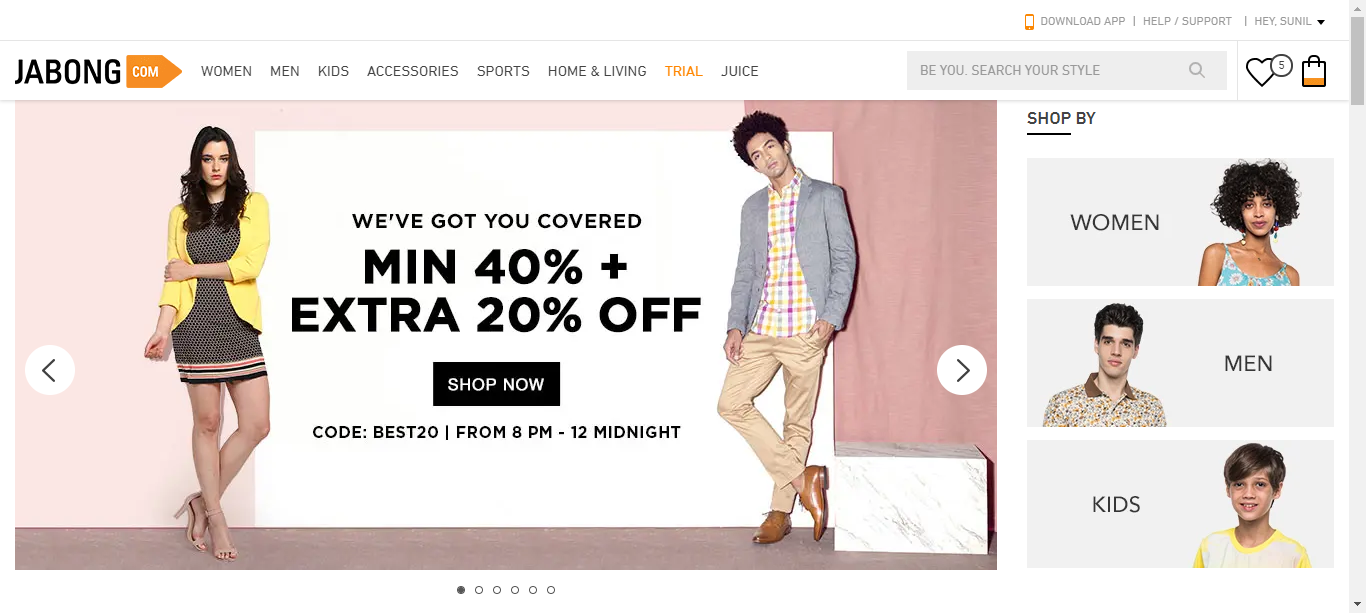 DOWNLOAD APP | HELP / SUPPORT | HEY, SUNIL
JABONG COM WOMEN MEN KIDS ACCESSORIES SPORTS HOME & LIVING TRIAL JUICE BE YOU. SEARCH YOUR STYLE 5
WE'VE GOT YOU COVERED
MIN 40% +
EXTRA 20% OFF
SHOP NOW
CODE: BEST20 | FROM 8 PM - 12 MIDNIGHT
SHOP BY
WOMEN
MEN
KIDS